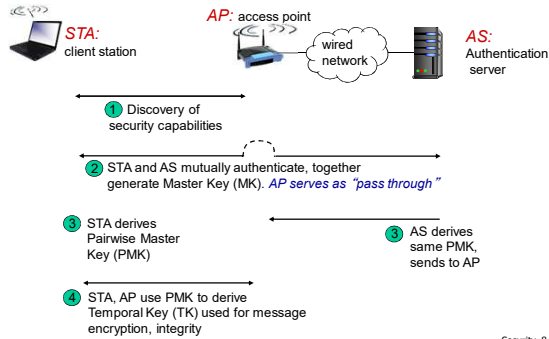 STA:
client station
AP: access point
wired
network
AS:
Authentication
server
1 Discovery of
security capabilities
2 STA and AS mutually authenticate, together
generate Master Key (MK). AP serves as “pass through”
3 STA derives
Pairwise Master
Key (PMK)
3 AS derives
same PMK,
sends to AP
4 STA, AP use PMK to derive
Temporal Key (TK) used for message
encryption, integrity